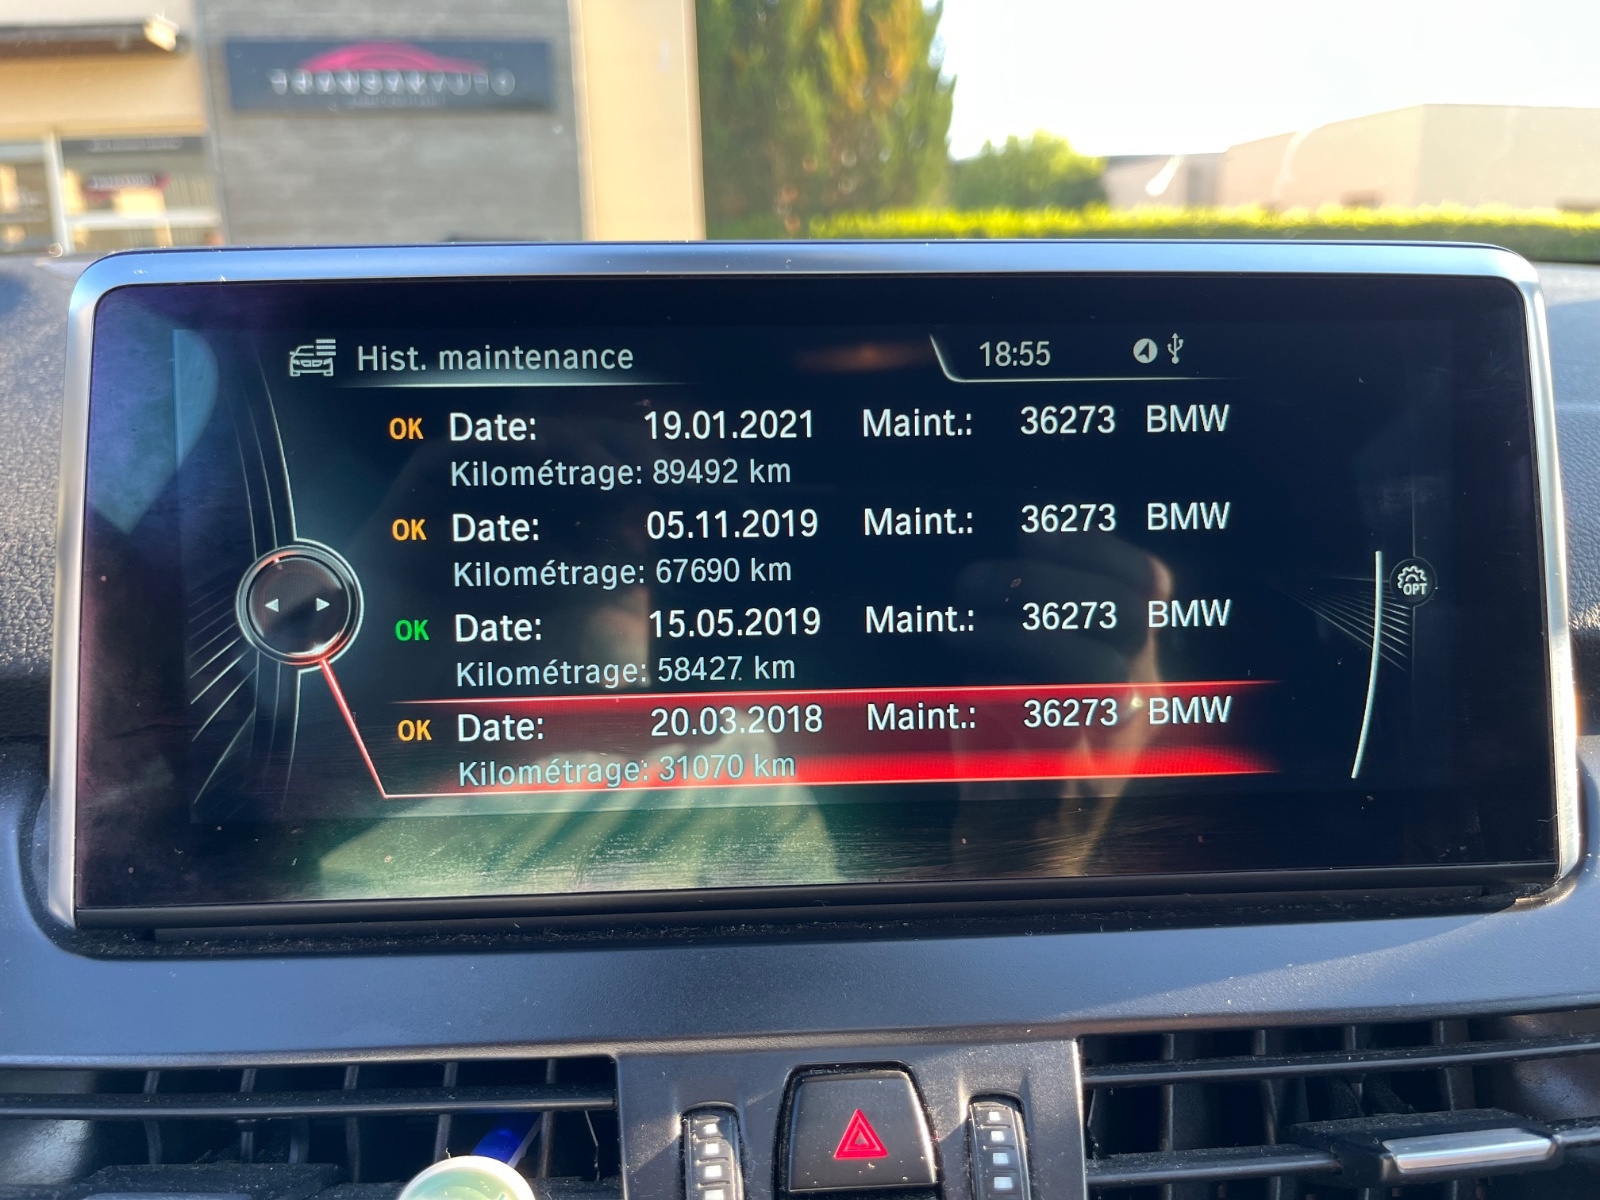 Hist. maintenance 18:55
OK Date: 19.01.2021 Maint.: 36273 BMW
Kilométrage: 89492 km
OK Date: 05.11.2019 Maint.: 36273 BMW
Kilométrage: 67690 km
OK Date: 15.05.2019 Maint.: 36273 BMW
Kilométrage: 58427 km
OK Date: 20.03.2018 Maint.: 36273 BMW
Kilométrage: 31070 km
OPT